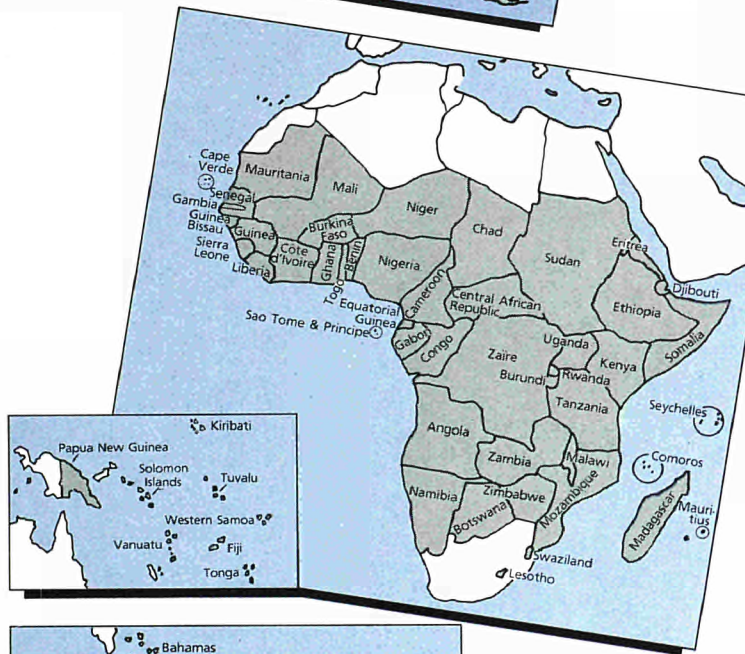 Cape
Verde
Mauritania
Mali
Niger
Chad
Sudan
Eritrea
Djibouti
Senegal
Gambia
Guinea
Bissau
Guinea
Burkina
Faso
Sierra
Leone
Liberia
Côte
d'Ivoire
Ghana
Togo
Benin
Nigeria
Cameroon
Central African
Republic
Ethiopia
Somalia
Equatorial
Guinea
Sao Tome & Principe
Gabon
Congo
Zaire
Uganda
Kenya
Burundi
Rwanda
Tanzania
Seychelles
Angola
Zambia
Malawi
Comoros
Namibia
Botswana
Zimbabwe
Mozambique
Madagascar
Mauri-
tius
Swaziland
Lesotho
Kiribati
Papua New Guinea
Solomon
Islands
Tuvalu
Western Samoa
Vanuatu
Fiji
Tonga
Bahamas